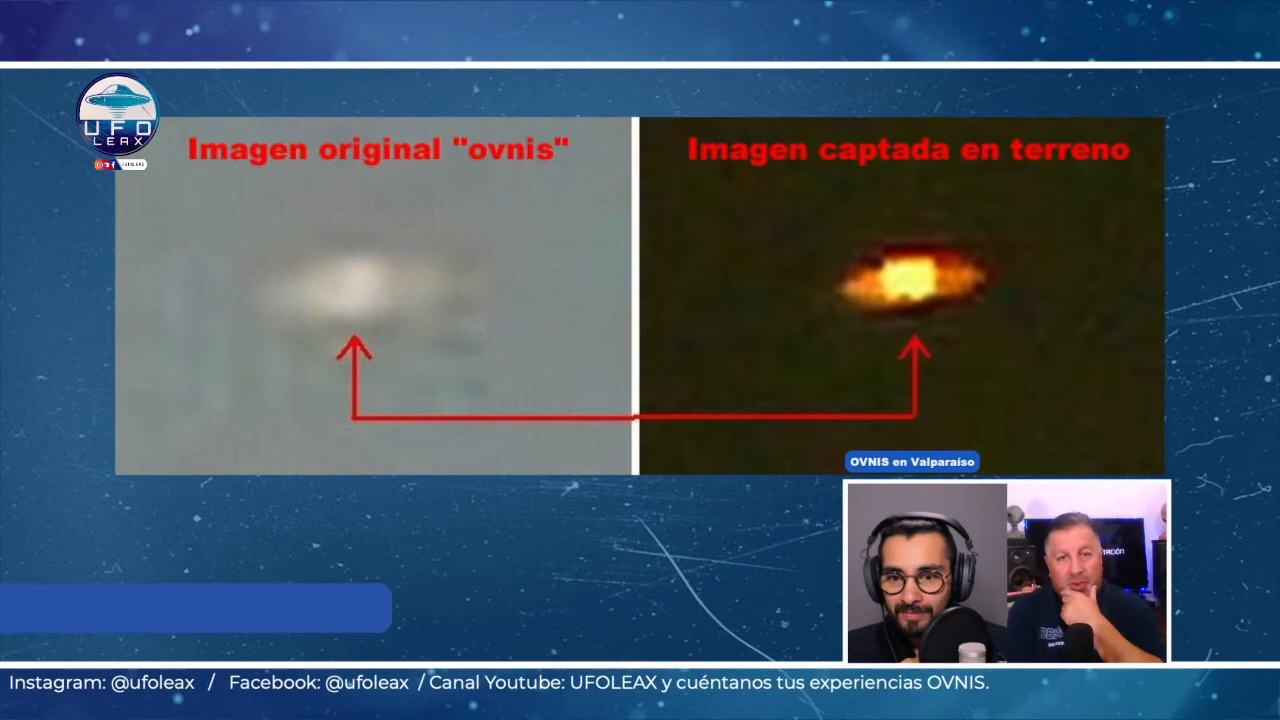 UFO
LEAX
/UFOLEAX
Imagen original "ovnis"
Imagen captada en terreno
OVNIS en Valparaíso
Instagram: @ufoleax / Facebook: @ufoleax / Canal Youtube: UFOLEAX y cuéntanos tus experiencias OVNIS.